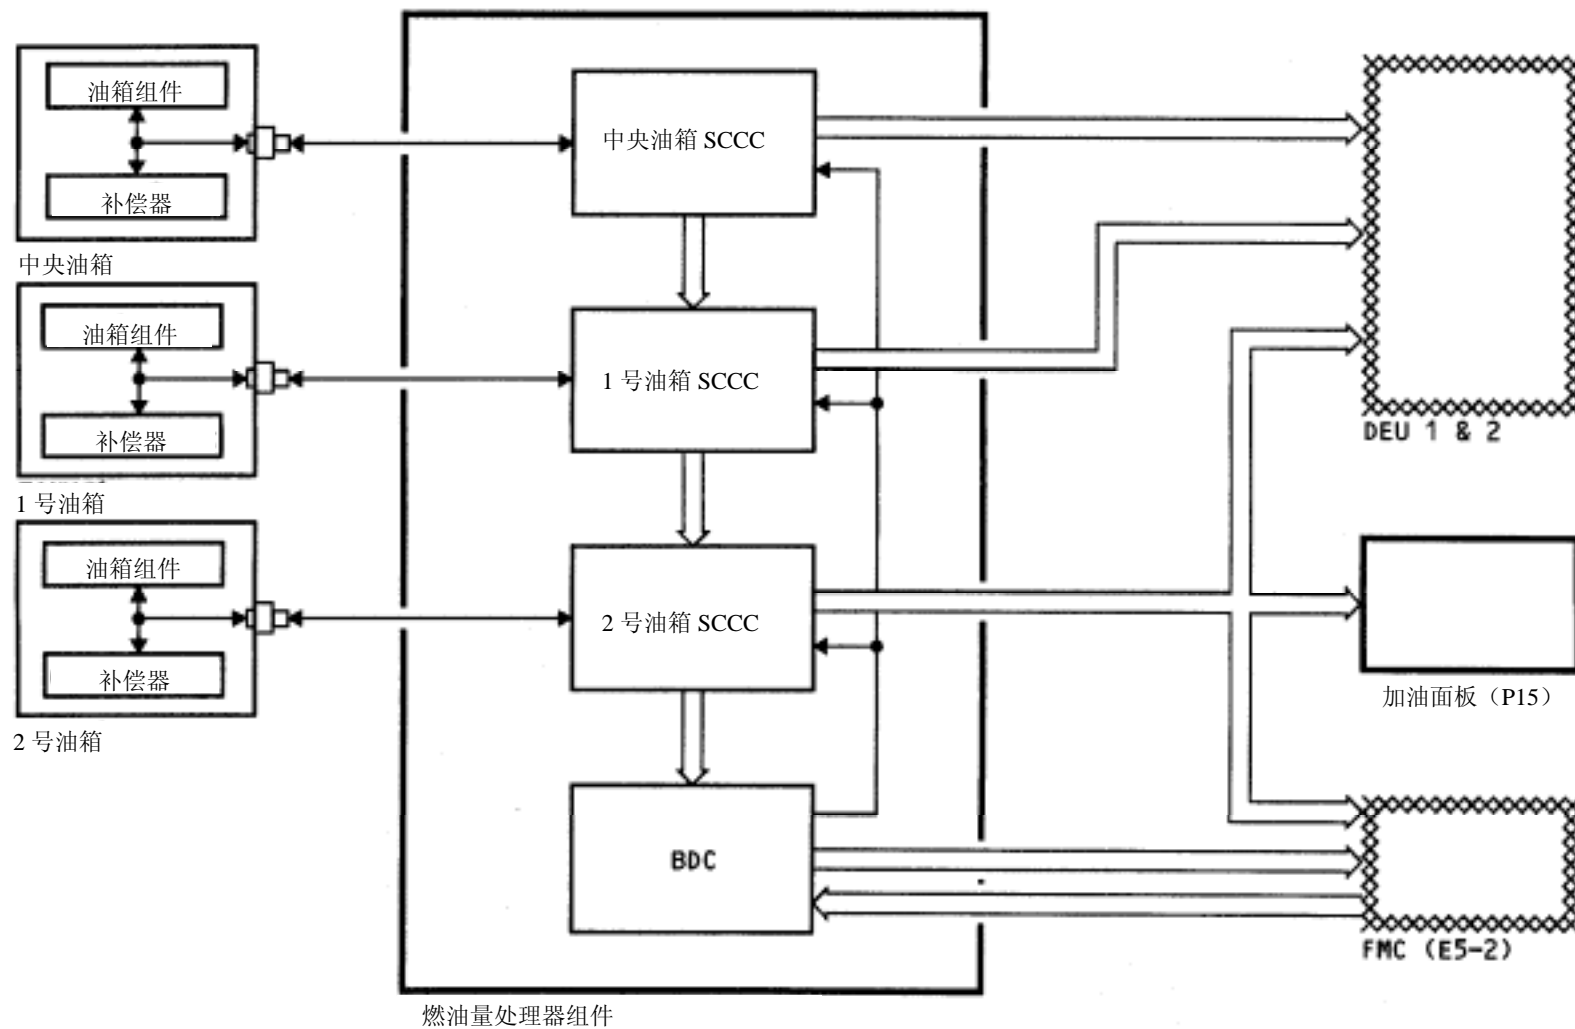 油箱组件
补偿器
中央油箱
油箱组件
补偿器
1 号油箱
油箱组件
补偿器
2 号油箱
中央油箱 SCCC
1 号油箱 SCCC
2 号油箱 SCCC
BDC
燃油量处理器组件
DEU 1 & 2
加油面板（P15）
FMC (E5-2)